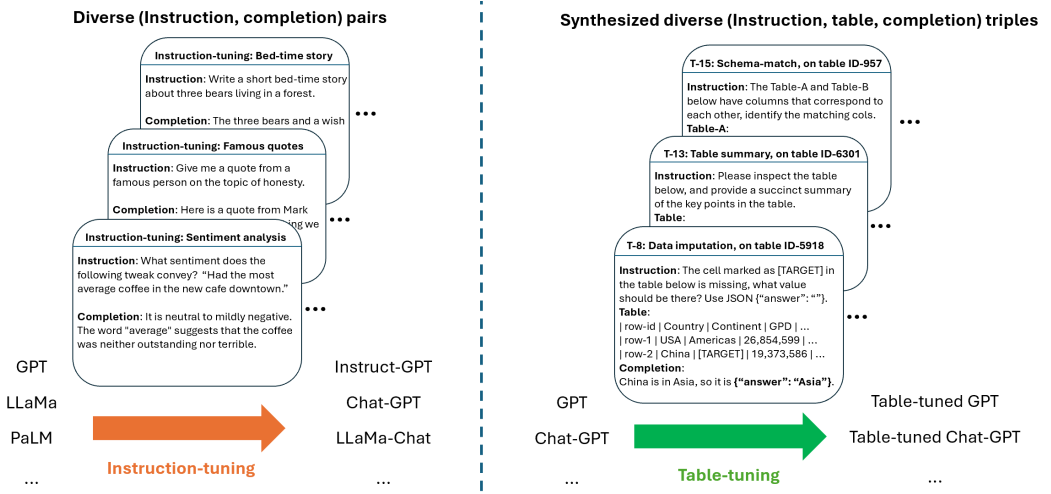 Diverse (Instruction, completion) pairs
Instruction-tuning: Bed-time story
Instruction: Write a short bed-time story
about three bears living in a forest.
Completion: The three bears and a wish
...
Instruction-tuning: Famous quotes
Instruction: Give me a quote from a
famous person on the topic of honesty.
Completion: Here is a quote from Mark
ing we
...
Instruction-tuning: Sentiment analysis
Instruction: What sentiment does the
following tweak convey? “Had the most
average coffee in the new cafe downtown.”
Completion: It is neutral to mildly negative.
The word "average" suggests that the coffee
was neither outstanding nor terrible.
...
GPT
LLaMa
PaLM
...
Instruction-tuning
Instruct-GPT
Chat-GPT
LLaMa-Chat
...
Synthesized diverse (Instruction, table, completion) triples
T-15: Schema-match, on table ID-957
Instruction: The Table-A and Table-B
below have columns that correspond to
each other, identify the matching cols.
Table-A:
...
T-13: Table summary, on table ID-6301
Instruction: Please inspect the table
below, and provide a succinct summary
of the key points in the table.
Table:
...
T-8: Data imputation, on table ID-5918
Instruction: The cell marked as [TARGET] in
the table below is missing, what value
should be there? Use JSON {“answer”: “”}.
Table:
| row-id | Country | Continent | GPD | ...
| row-1 | USA | Americas | 26,854,599 | ...
| row-2 | China | [TARGET] | 19,373,586 | ...
Completion:
China is in Asia, so it is {“answer”: “Asia”}.
...
GPT
Chat-GPT
...
Table-tuning
Table-tuned GPT
Table-tuned Chat-GPT
...